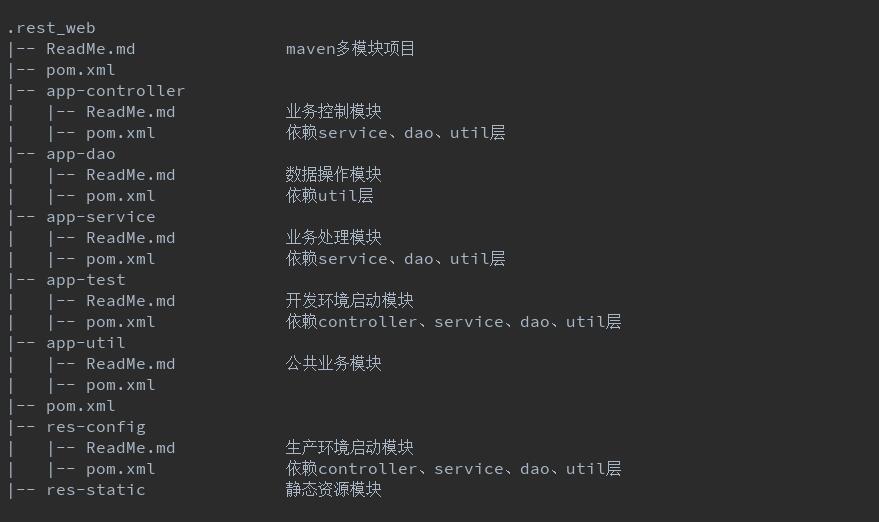 .rest_web
|-- ReadMe.md               maven多模块项目
|-- pom.xml
|-- app-controller
|   |-- ReadMe.md           业务控制模块
|   |-- pom.xml             依赖service、dao、util层
|-- app-dao
|   |-- ReadMe.md           数据操作模块
|   |-- pom.xml             依赖util层
|-- app-service
|   |-- ReadMe.md           业务处理模块
|   |-- pom.xml             依赖service、dao、util层
|-- app-test
|   |-- ReadMe.md           开发环境启动模块
|   |-- pom.xml             依赖controller、service、dao、util层
|-- app-util
|   |-- ReadMe.md           公共业务模块
|   |-- pom.xml
|-- pom.xml
|-- res-config
|   |-- ReadMe.md           生产环境启动模块
|   |-- pom.xml             依赖controller、service、dao、util层
|-- res-static              静态资源模块